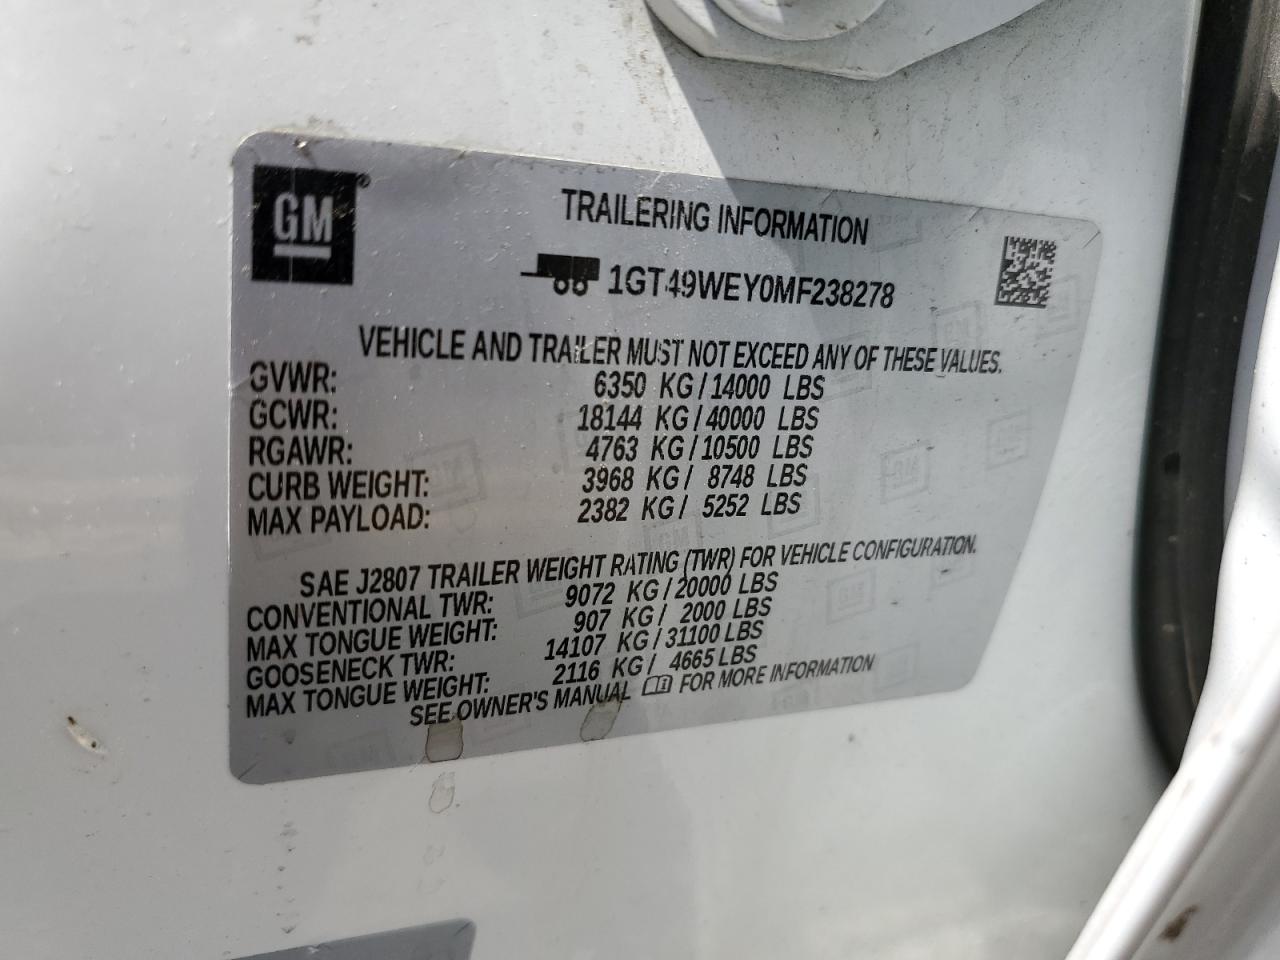 GM
TRAILERING INFORMATION
1GT49WEY0MF238278
VEHICLE AND TRAILER MUST NOT EXCEED ANY OF THESE VALUES.
GVWR: 6350 KG / 14000 LBS
GCWR: 18144 KG / 40000 LBS
RGAWR: 4763 KG / 10500 LBS
CURB WEIGHT: 3968 KG / 8748 LBS
MAX PAYLOAD: 2382 KG / 5252 LBS
SAE J2807 TRAILER WEIGHT RATING (TWR) FOR VEHICLE CONFIGURATION.
CONVENTIONAL TWR: 9072 KG / 20000 LBS
MAX TONGUE WEIGHT: 907 KG / 2000 LBS
GOOSENECK TWR: 14107 KG / 31100 LBS
MAX TONGUE WEIGHT: 2116 KG / 4665 LBS
SEE OWNER'S MANUAL FOR MORE INFORMATION